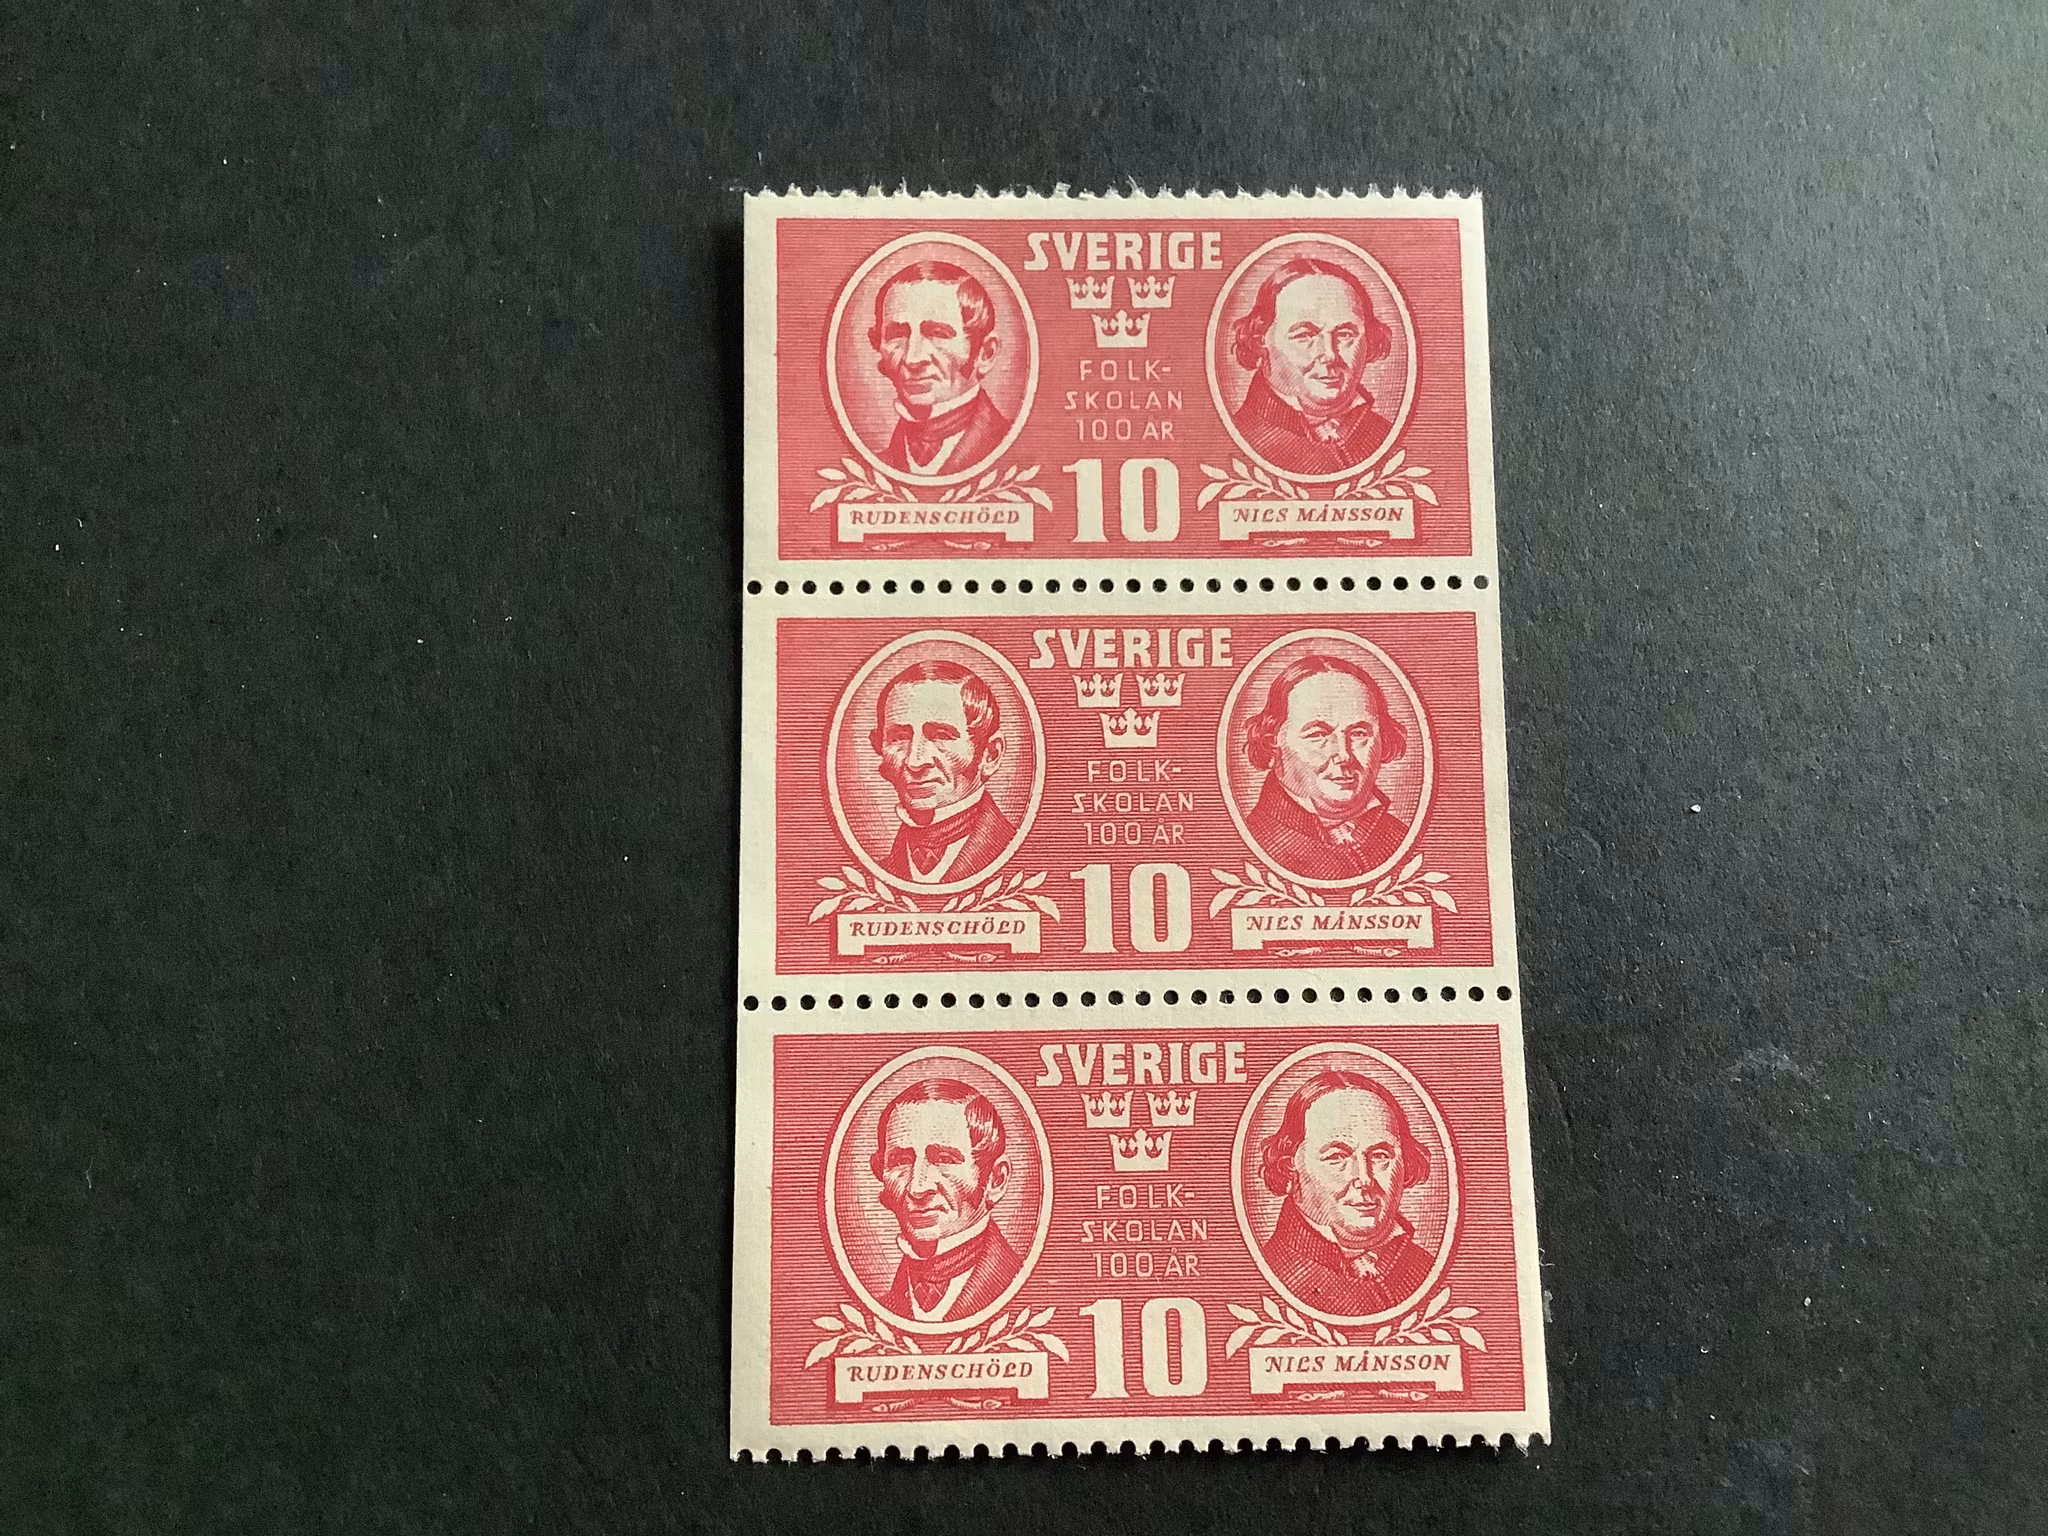 SVERIGE
FOLK-
SKOLAN
100 ÅR
10
RUDENSCHÖLD
NILS MÅNSSON
SVERIGE
FOLK-
SKOLAN
100 ÅR
10
RUDENSCHÖLD
NILS MÅNSSON
SVERIGE
FOLK-
SKOLAN
100 ÅR
10
RUDENSCHÖLD
NILS MÅNSSON